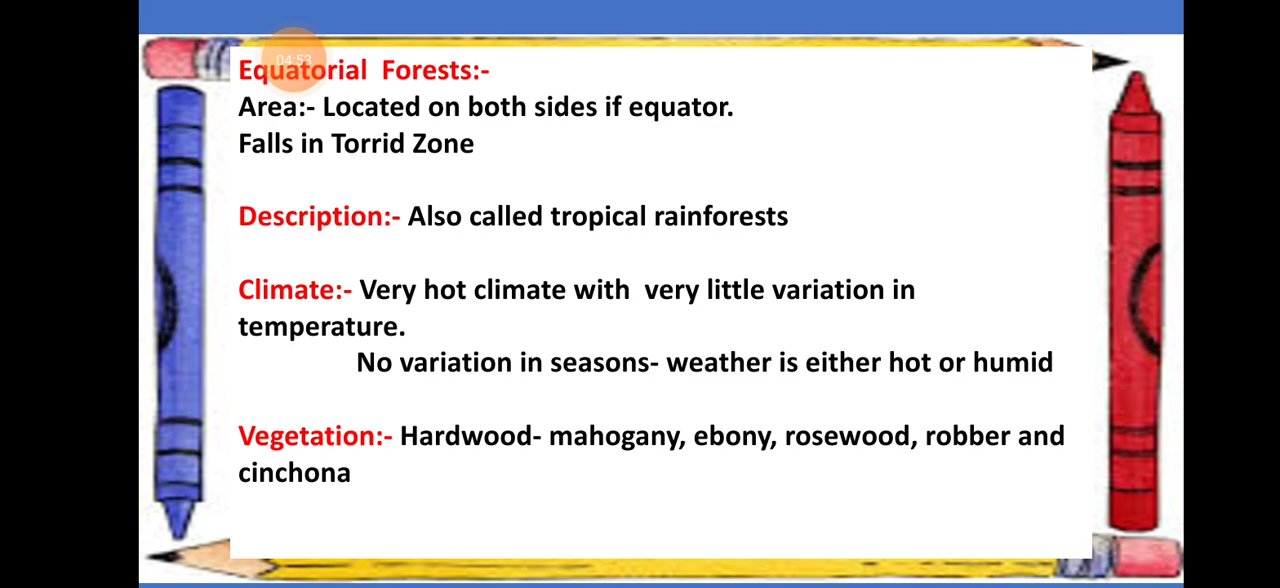 04:53
Equatorial  Forests:-
Area:- Located on both sides if equator.
Falls in Torrid Zone
Description:- Also called tropical rainforests
Climate:- Very hot climate with  very little variation in
temperature.
No variation in seasons- weather is either hot or humid
Vegetation:- Hardwood- mahogany, ebony, rosewood, robber and
cinchona